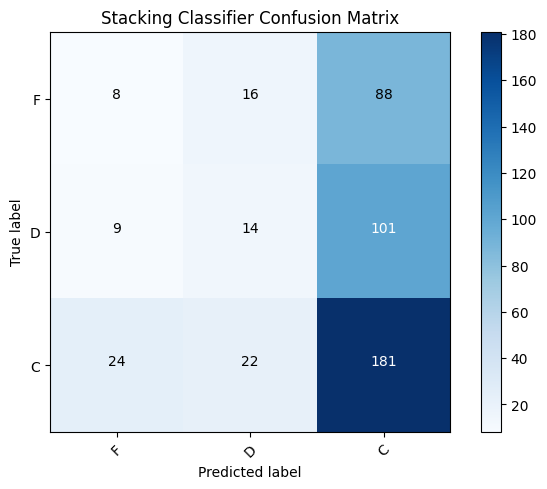 Stacking Classifier Confusion Matrix
True label
F 8 16 88
D 9 14 101
C 24 22 181
F D C
Predicted label
180
160
140
120
100
80
60
40
20